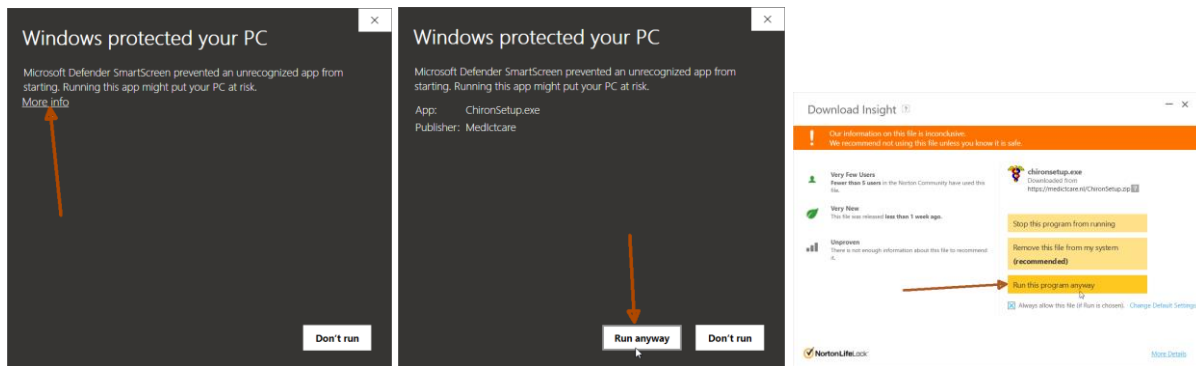 Windows protected your PC
Microsoft Defender SmartScreen prevented an unrecognized app from
starting. Running this app might put your PC at risk.
More info
Don't run
Windows protected your PC
Microsoft Defender SmartScreen prevented an unrecognized app from
starting. Running this app might put your PC at risk.
App: ChironSetup.exe
Publisher: MedIctcare
Run anyway
Don't run
Download Insight ?
Our information on this file is inconclusive.
We recommend not using this file unless you know it is safe.
Very Few Users
Fewer than 5 users in the Norton Community have used this
file.
Very New
This file was released less than 1 week ago.
Unproven
There is not enough information about this file to recommend
it.
chironsetup.exe
Downloaded from
https://medictcare.nl/ChironSetup.zip
Stop this program from running
Remove this file from my system
(recommended)
Run this program anyway
Always allow this file (if Run is chosen). Change Default Settings
NortonLifeLock
More Details